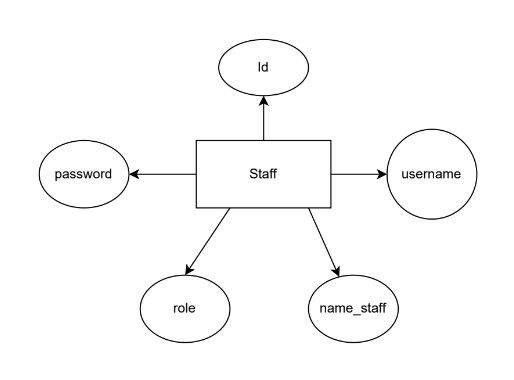 Id
password
Staff
username
role
name_staff